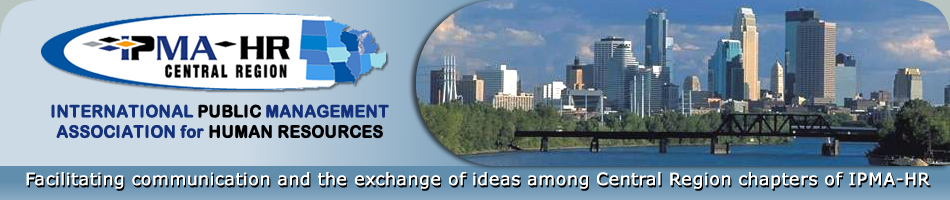 IPMA-HR
CENTRAL REGION
INTERNATIONAL PUBLIC MANAGEMENT
ASSOCIATION for HUMAN RESOURCES
Facilitating communication and the exchange of ideas among Central Region chapters of IPMA-HR